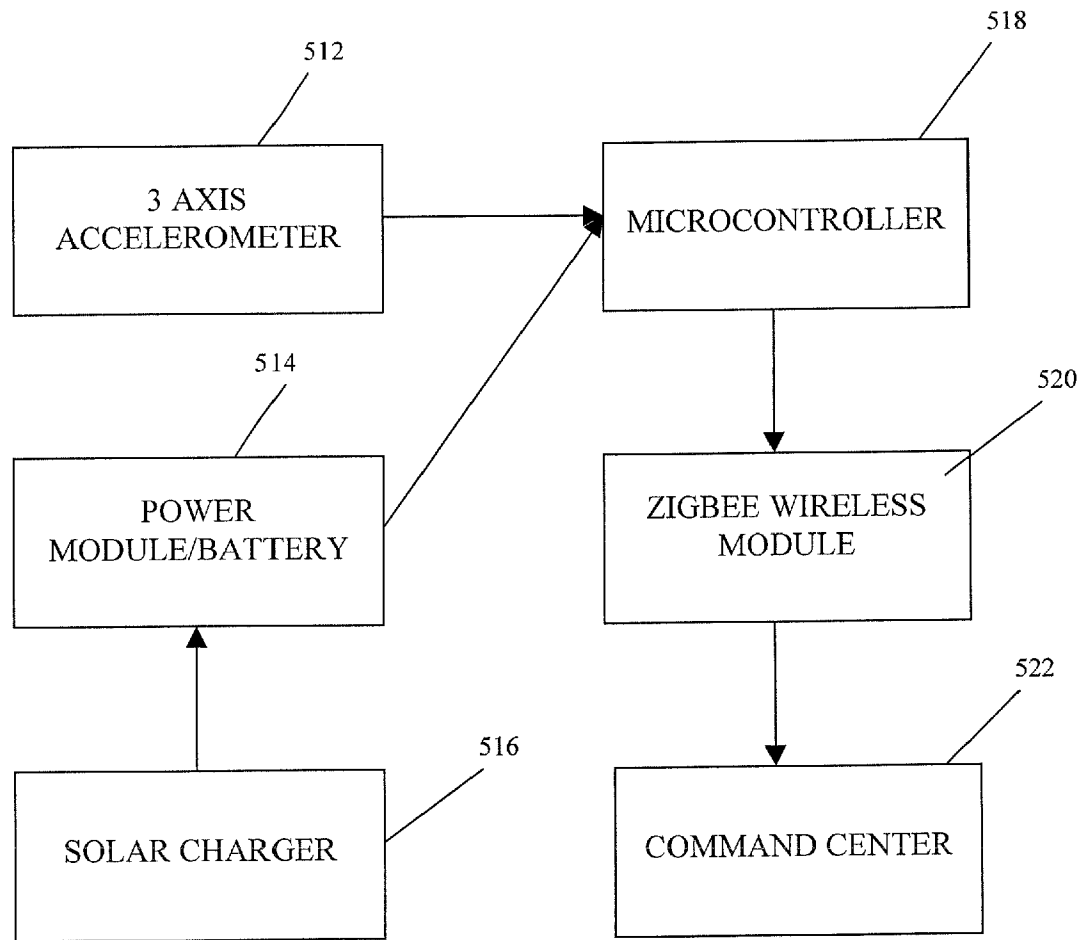 518
512
3 AXIS
ACCELEROMETER
MICROCONTROLLER
514
520
POWER
MODULE/BATTERY
ZIGBEE WIRELESS
MODULE
522
516
SOLAR CHARGER
COMMAND CENTER